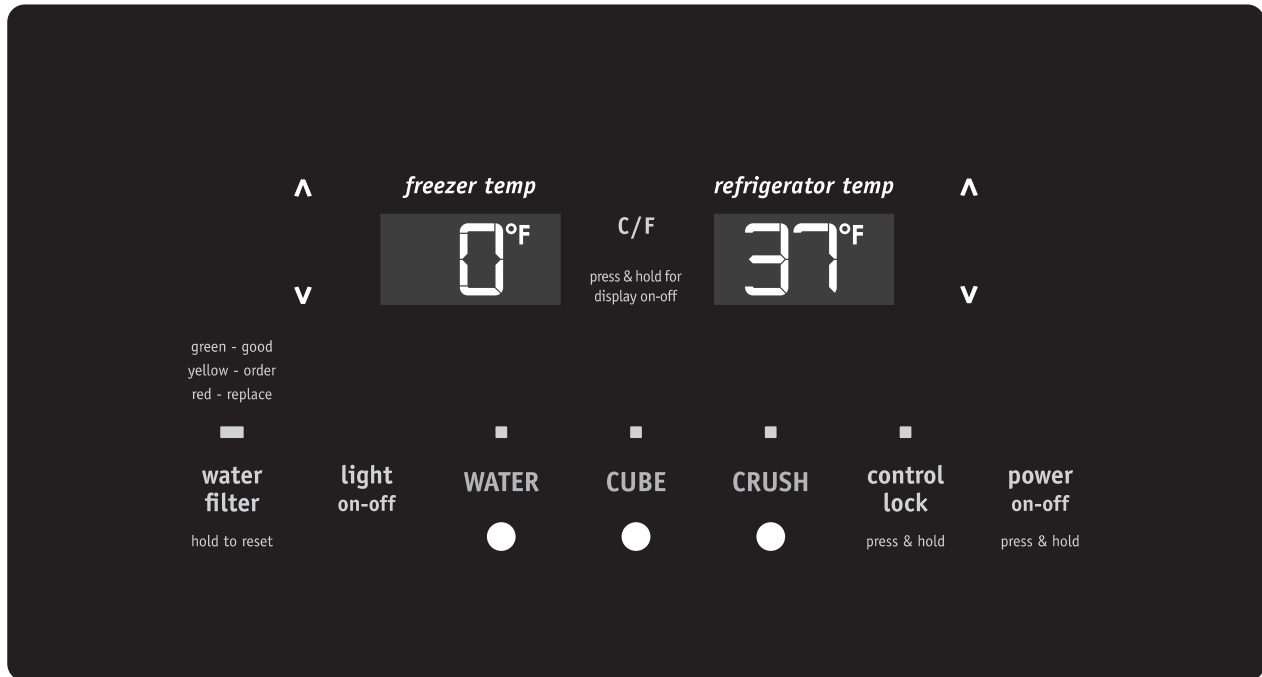 freezer temp
refrigerator temp
0°F
C/F
37°F
press & hold for
display on-off
green - good
yellow - order
red - replace
water
filter
hold to reset
light
on-off
WATER
CUBE
CRUSH
control
lock
press & hold
power
on-off
press & hold